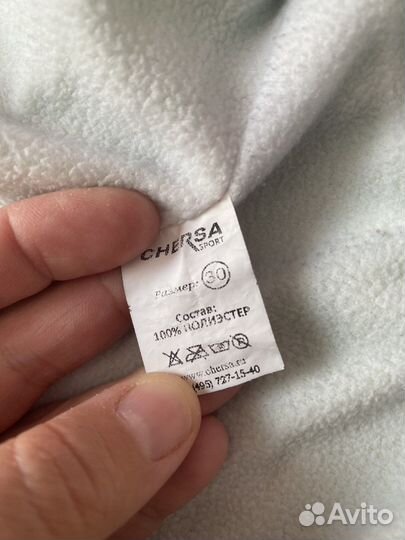 CHERSA
SPORT
Размер: 30
Состав:
100% ПОЛИЭСТЕР
www.chersa.ru
(495) 727-15-40
Avito